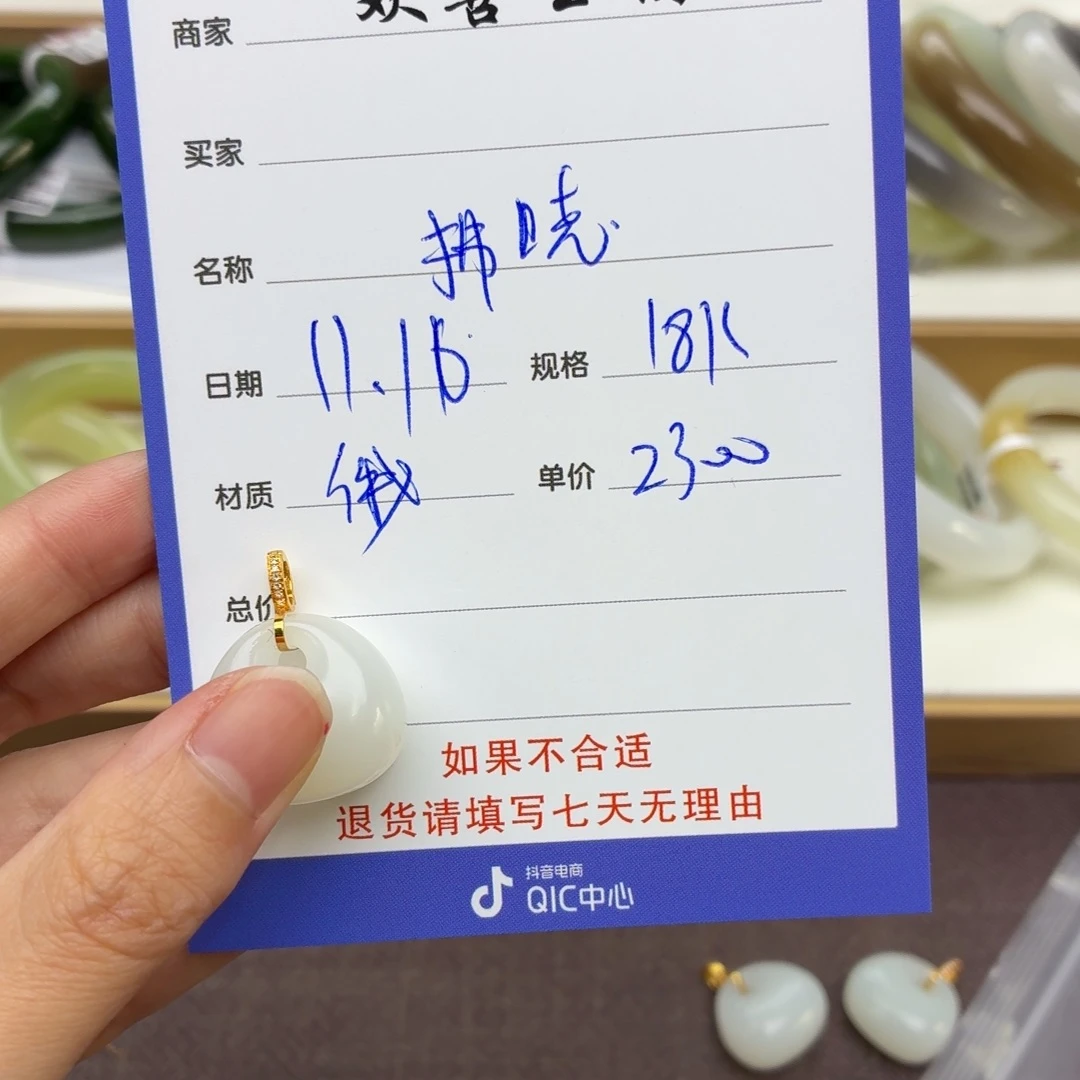 商家
买家
名称 拂晓
日期 11.16 规格 18K
材质 俄 单价 2300
总价
如果不合适
退货请填写七天无理由
抖音电商
QIC中心